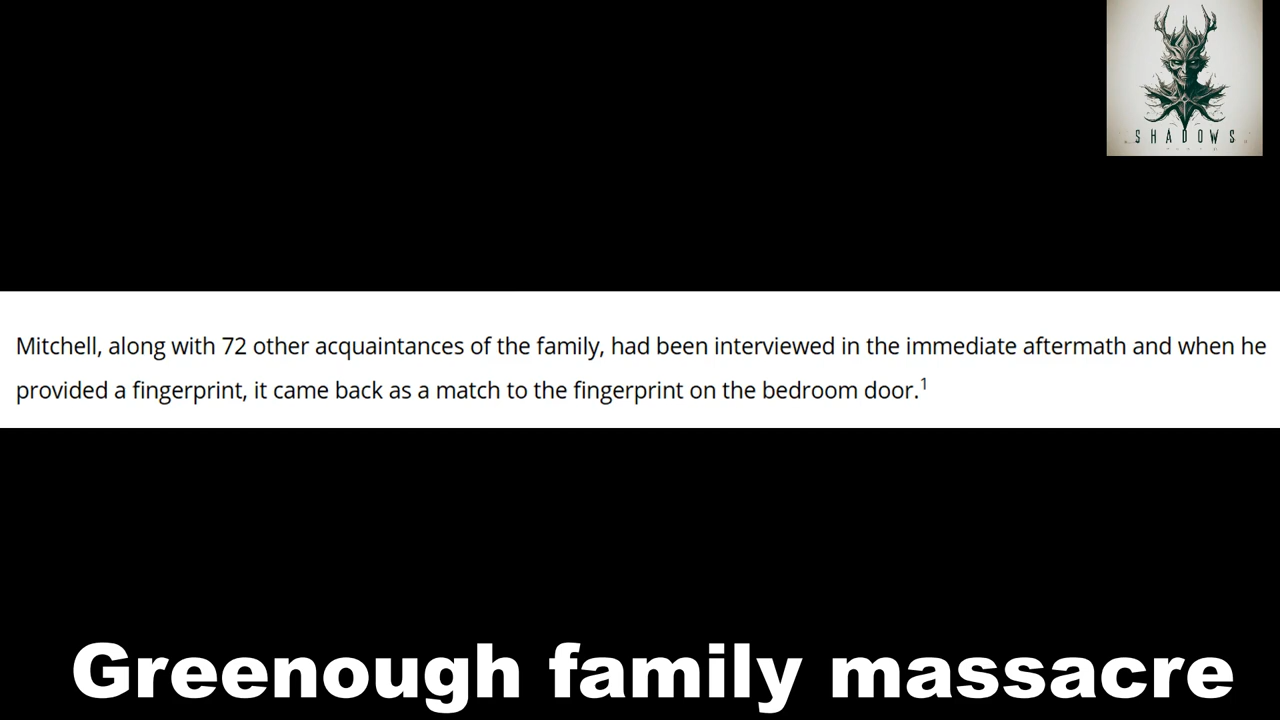 SHADOWS
Mitchell, along with 72 other acquaintances of the family, had been interviewed in the immediate aftermath and when he
provided a fingerprint, it came back as a match to the fingerprint on the bedroom door.1
Greenough family massacre